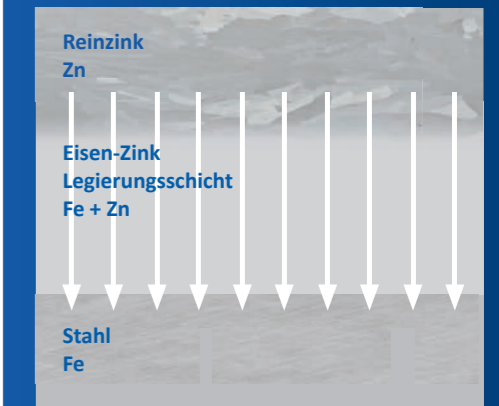 Reinzink
Zn
Eisen-Zink
Legierungsschicht
Fe + Zn
Stahl
Fe